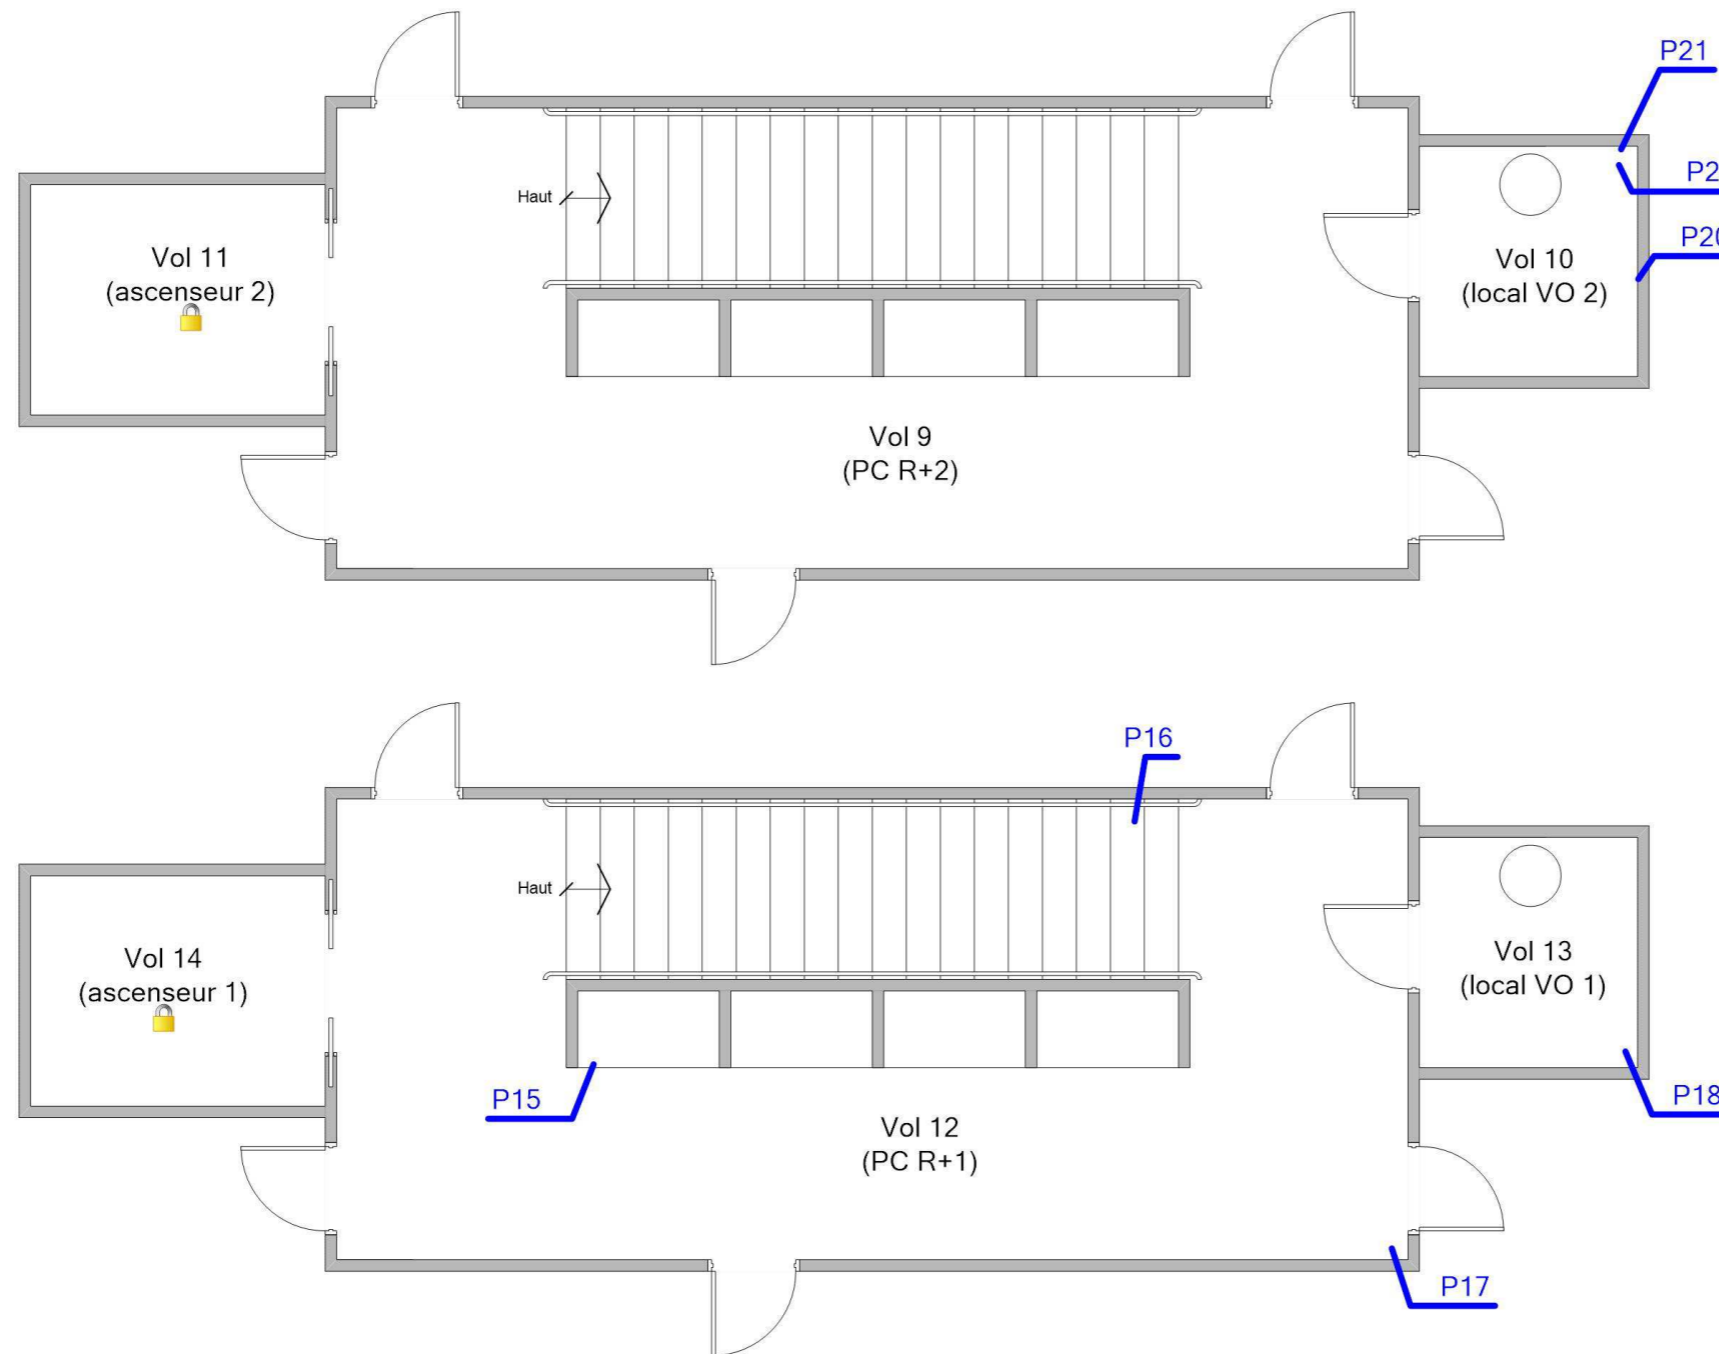 P21
P20
Haut
Vol 11
(ascenseur 2)
Vol 10
(local VO 2)
Vol 9
(PC R+2)
P16
Haut
Vol 14
(ascenseur 1)
Vol 13
(local VO 1)
P15
P18
Vol 12
(PC R+1)
P17